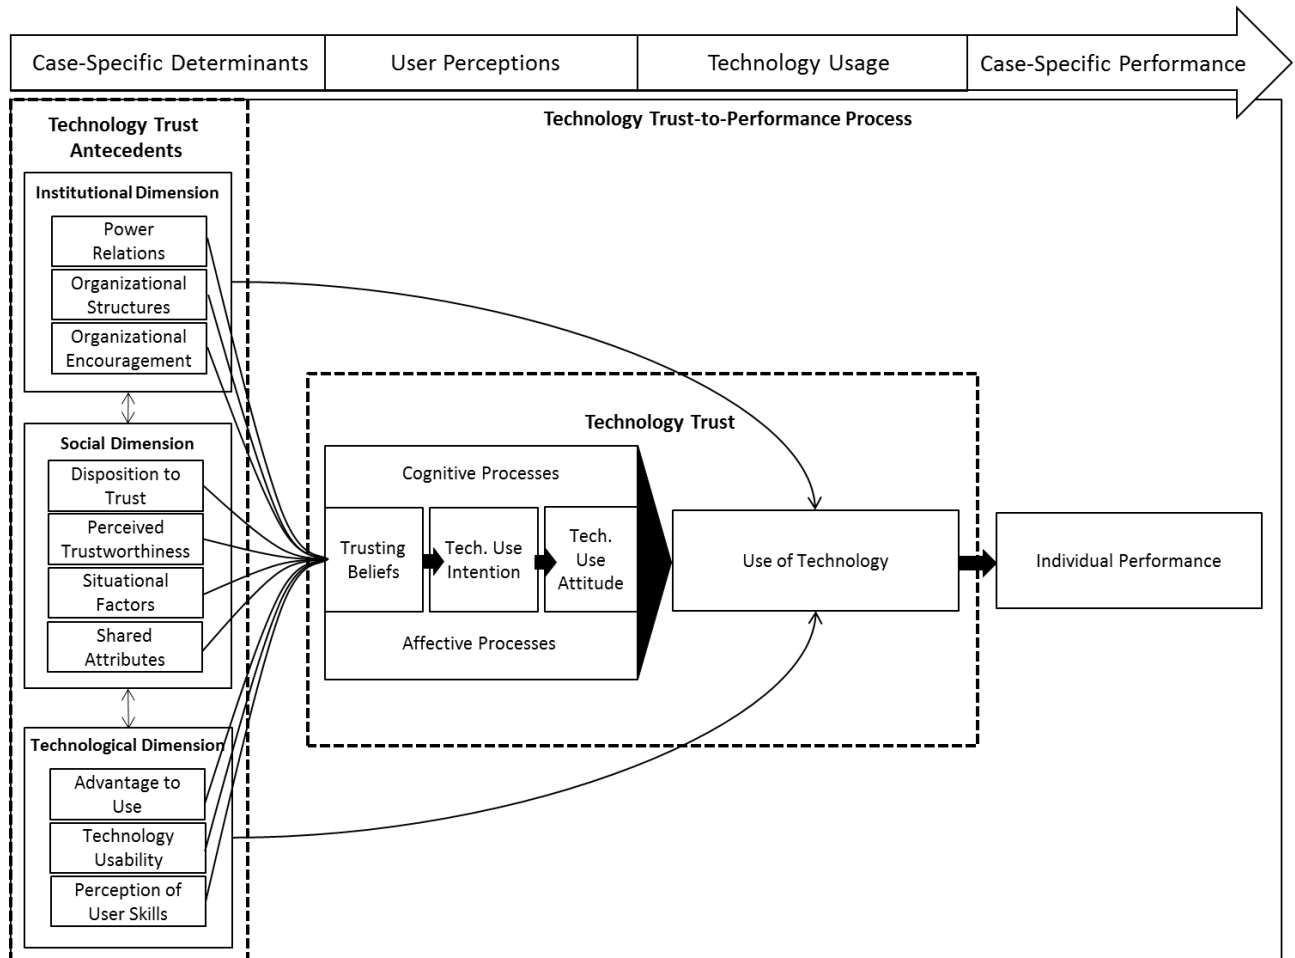 Case-Specific Determinants
User Perceptions
Technology Usage
Case-Specific Performance
Technology Trust
Antecedents
Technology Trust-to-Performance Process
Institutional Dimension
Power
Relations
Organizational
Structures
Organizational
Encouragement
Social Dimension
Disposition to
Trust
Perceived
Trustworthiness
Situational
Factors
Shared
Attributes
Technological Dimension
Advantage to
Use
Technology
Usability
Perception of
User Skills
Technology Trust
Cognitive Processes
Trusting
Beliefs
Tech. Use
Intention
Tech.
Use
Attitude
Affective Processes
Use of Technology
Individual Performance